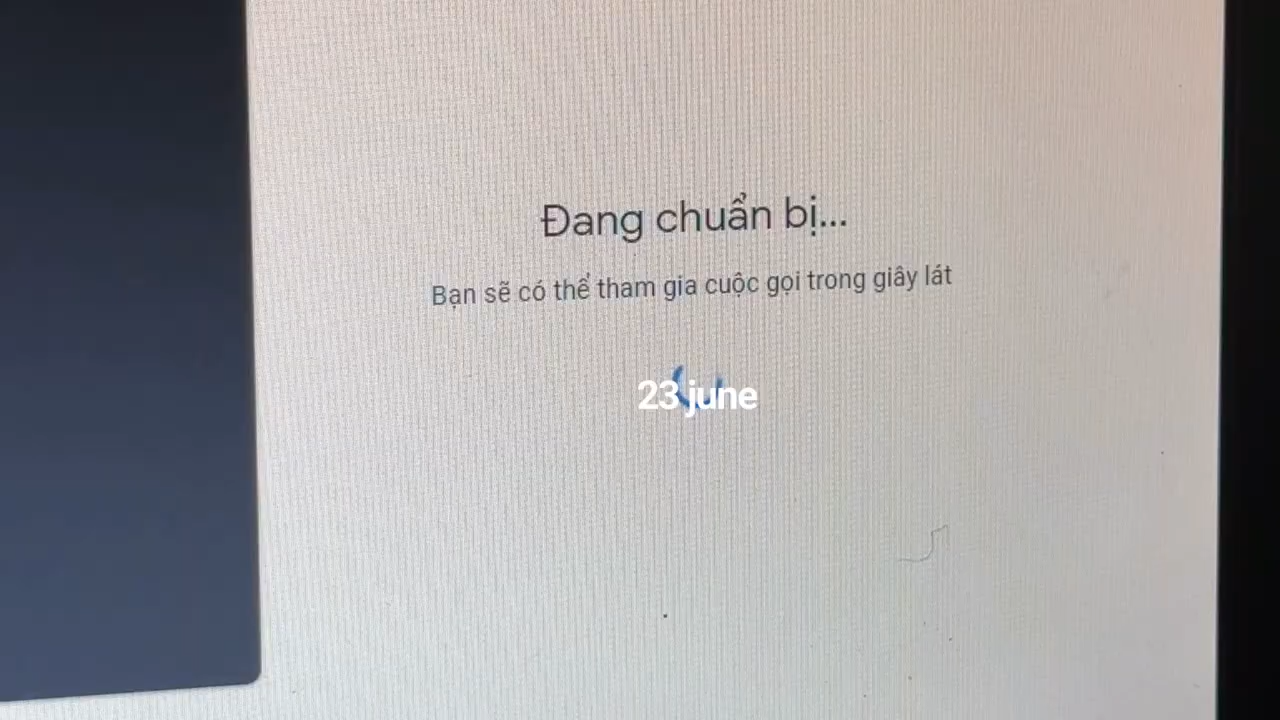 Đang chuẩn bị...
Bạn sẽ có thể tham gia cuộc gọi trong giây lát
23 june